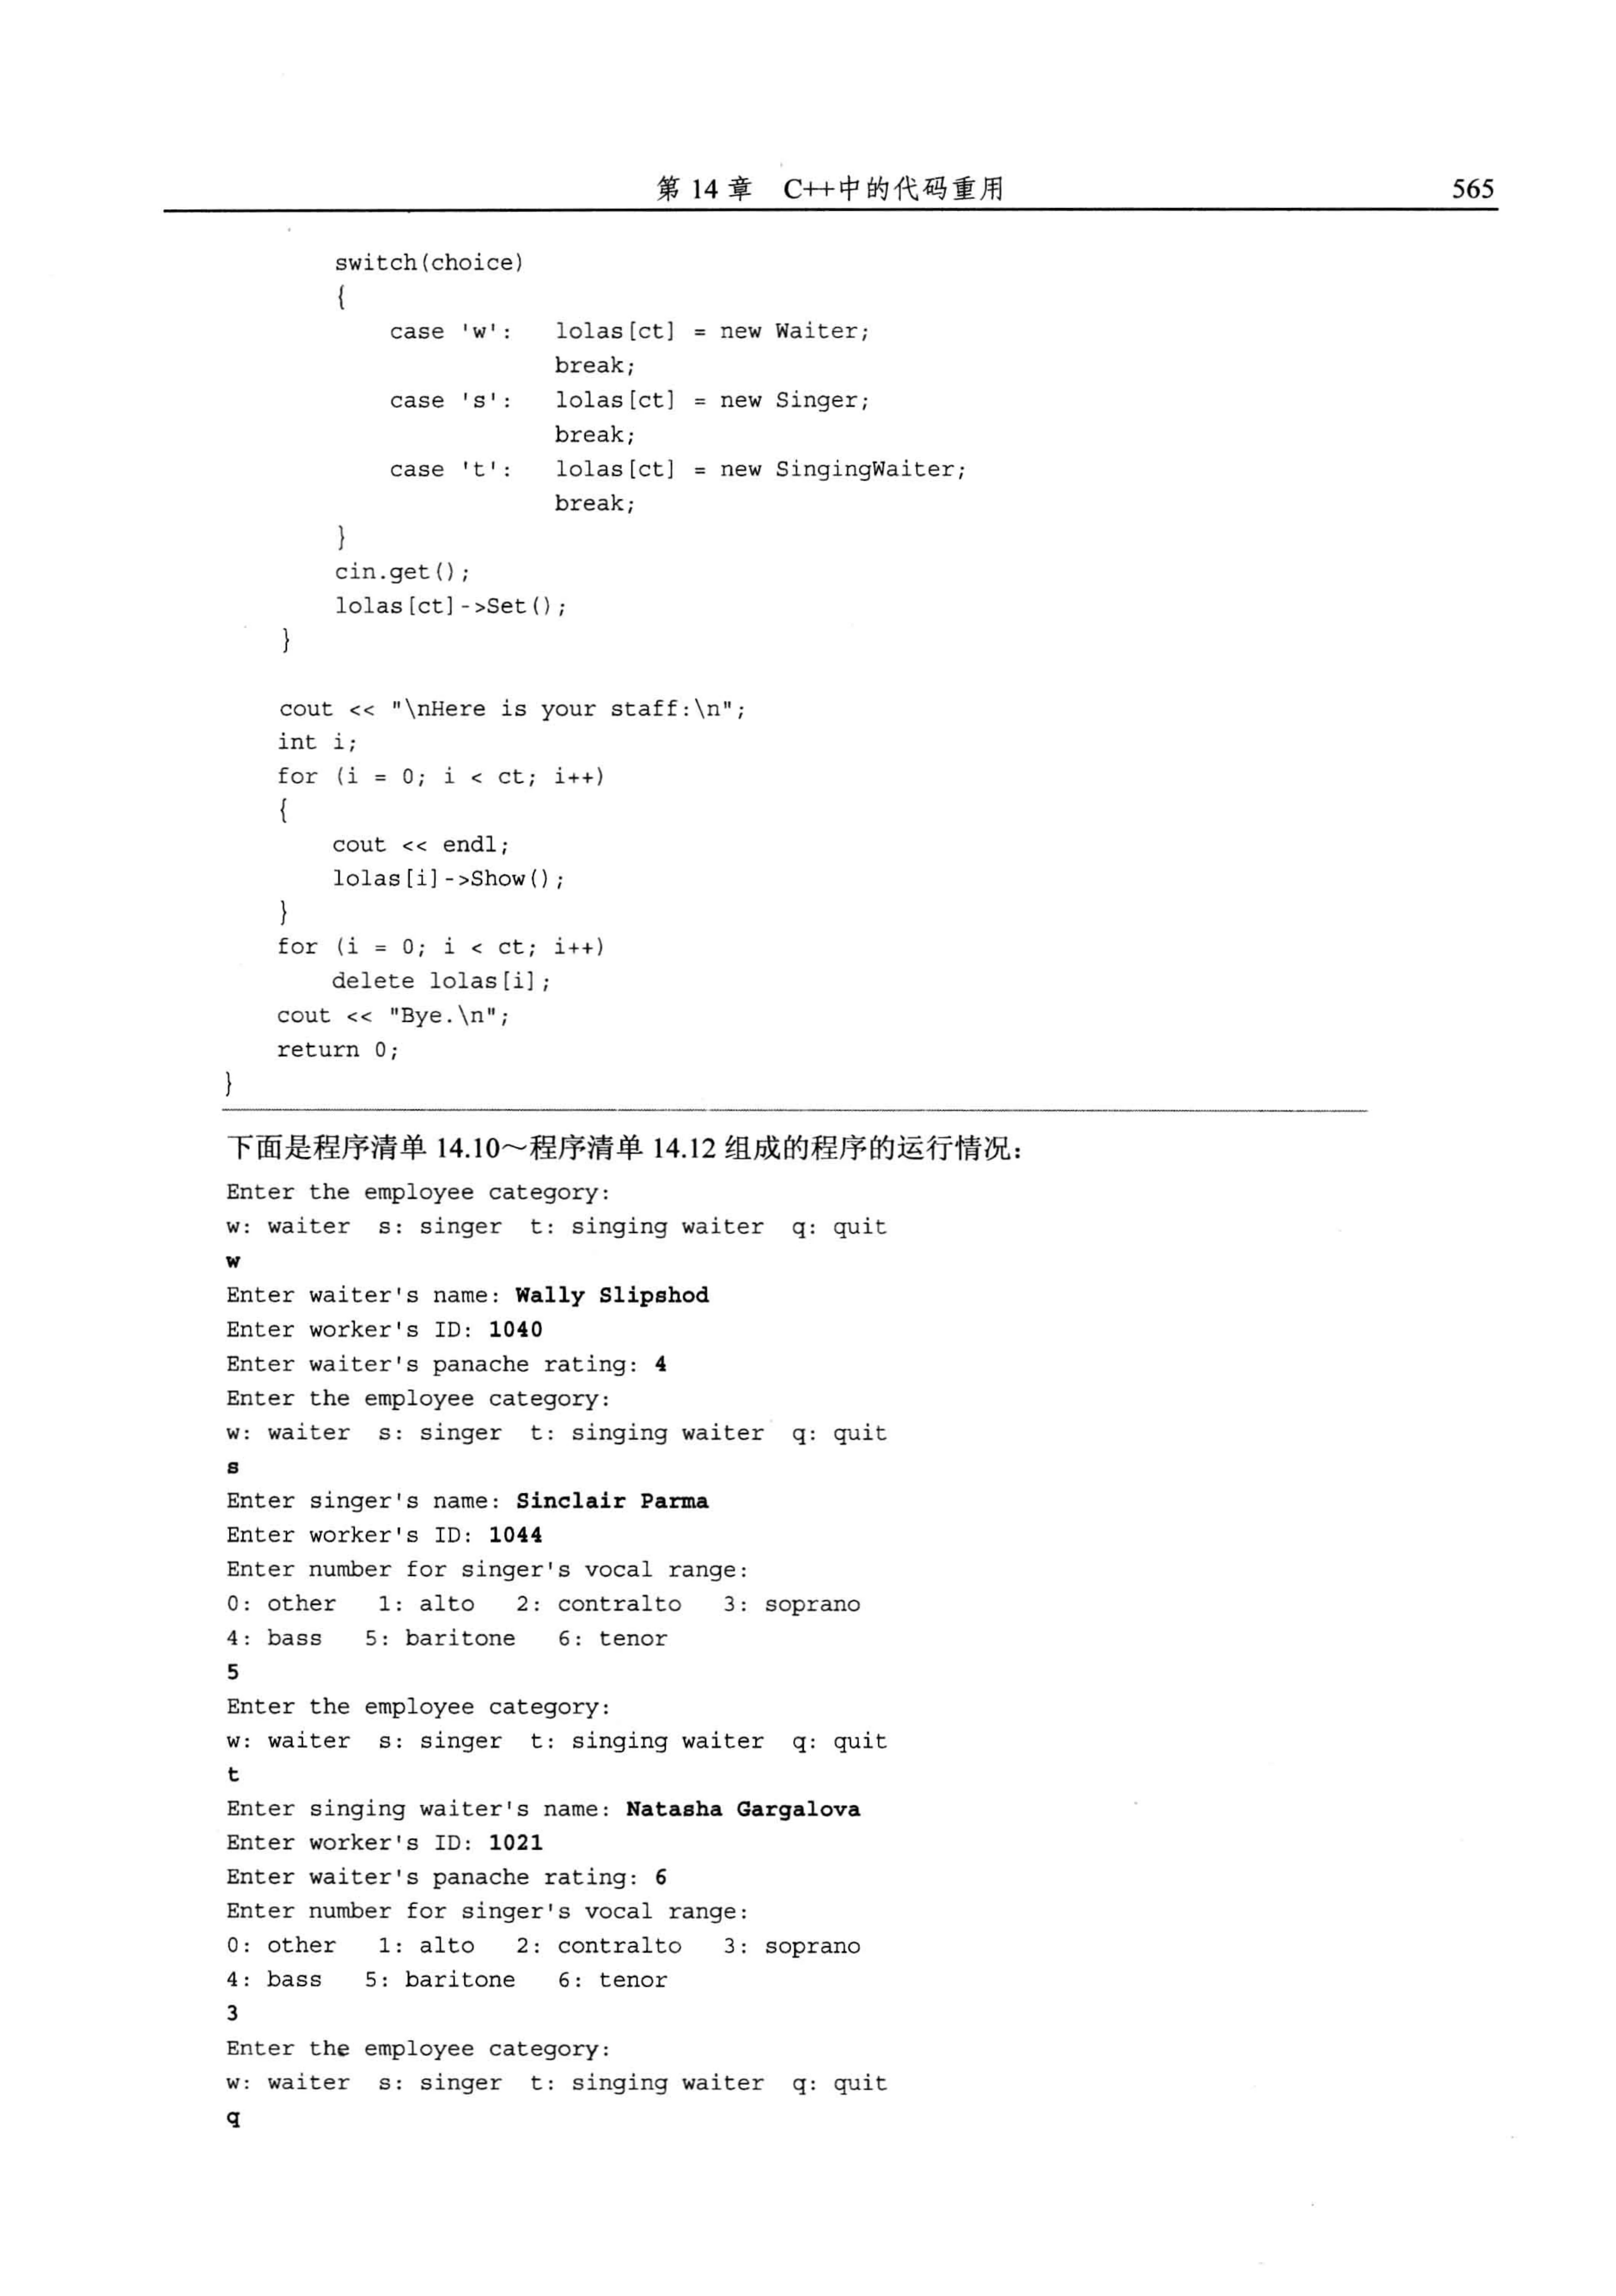 第 14 章 C++中的代码重用 565
switch(choice)
{
case 'w': lolas[ct] = new Waiter;
break;
case 's': lolas[ct] = new Singer;
break;
case 't': lolas[ct] = new SingingWaiter;
break;
}
cin.get();
lolas[ct]->Set();
}
cout << "\nHere is your staff:\n";
int i;
for (i = 0; i < ct; i++)
{
cout << endl;
lolas[i]->Show();
}
for (i = 0; i < ct; i++)
delete lolas[i];
cout << "Bye.\n";
return 0;
}
下面是程序清单 14.10～程序清单 14.12 组成的程序的运行情况：
Enter the employee category:
w: waiter s: singer t: singing waiter q: quit
w
Enter waiter's name: Wally Slipshod
Enter worker's ID: 1040
Enter waiter's panache rating: 4
Enter the employee category:
w: waiter s: singer t: singing waiter q: quit
s
Enter singer's name: Sinclair Parma
Enter worker's ID: 1044
Enter number for singer's vocal range:
0: other 1: alto 2: contralto 3: soprano
4: bass 5: baritone 6: tenor
5
Enter the employee category:
w: waiter s: singer t: singing waiter q: quit
t
Enter singing waiter's name: Natasha Gargalova
Enter worker's ID: 1021
Enter waiter's panache rating: 6
Enter number for singer's vocal range:
0: other 1: alto 2: contralto 3: soprano
4: bass 5: baritone 6: tenor
3
Enter the employee category:
w: waiter s: singer t: singing waiter q: quit
q